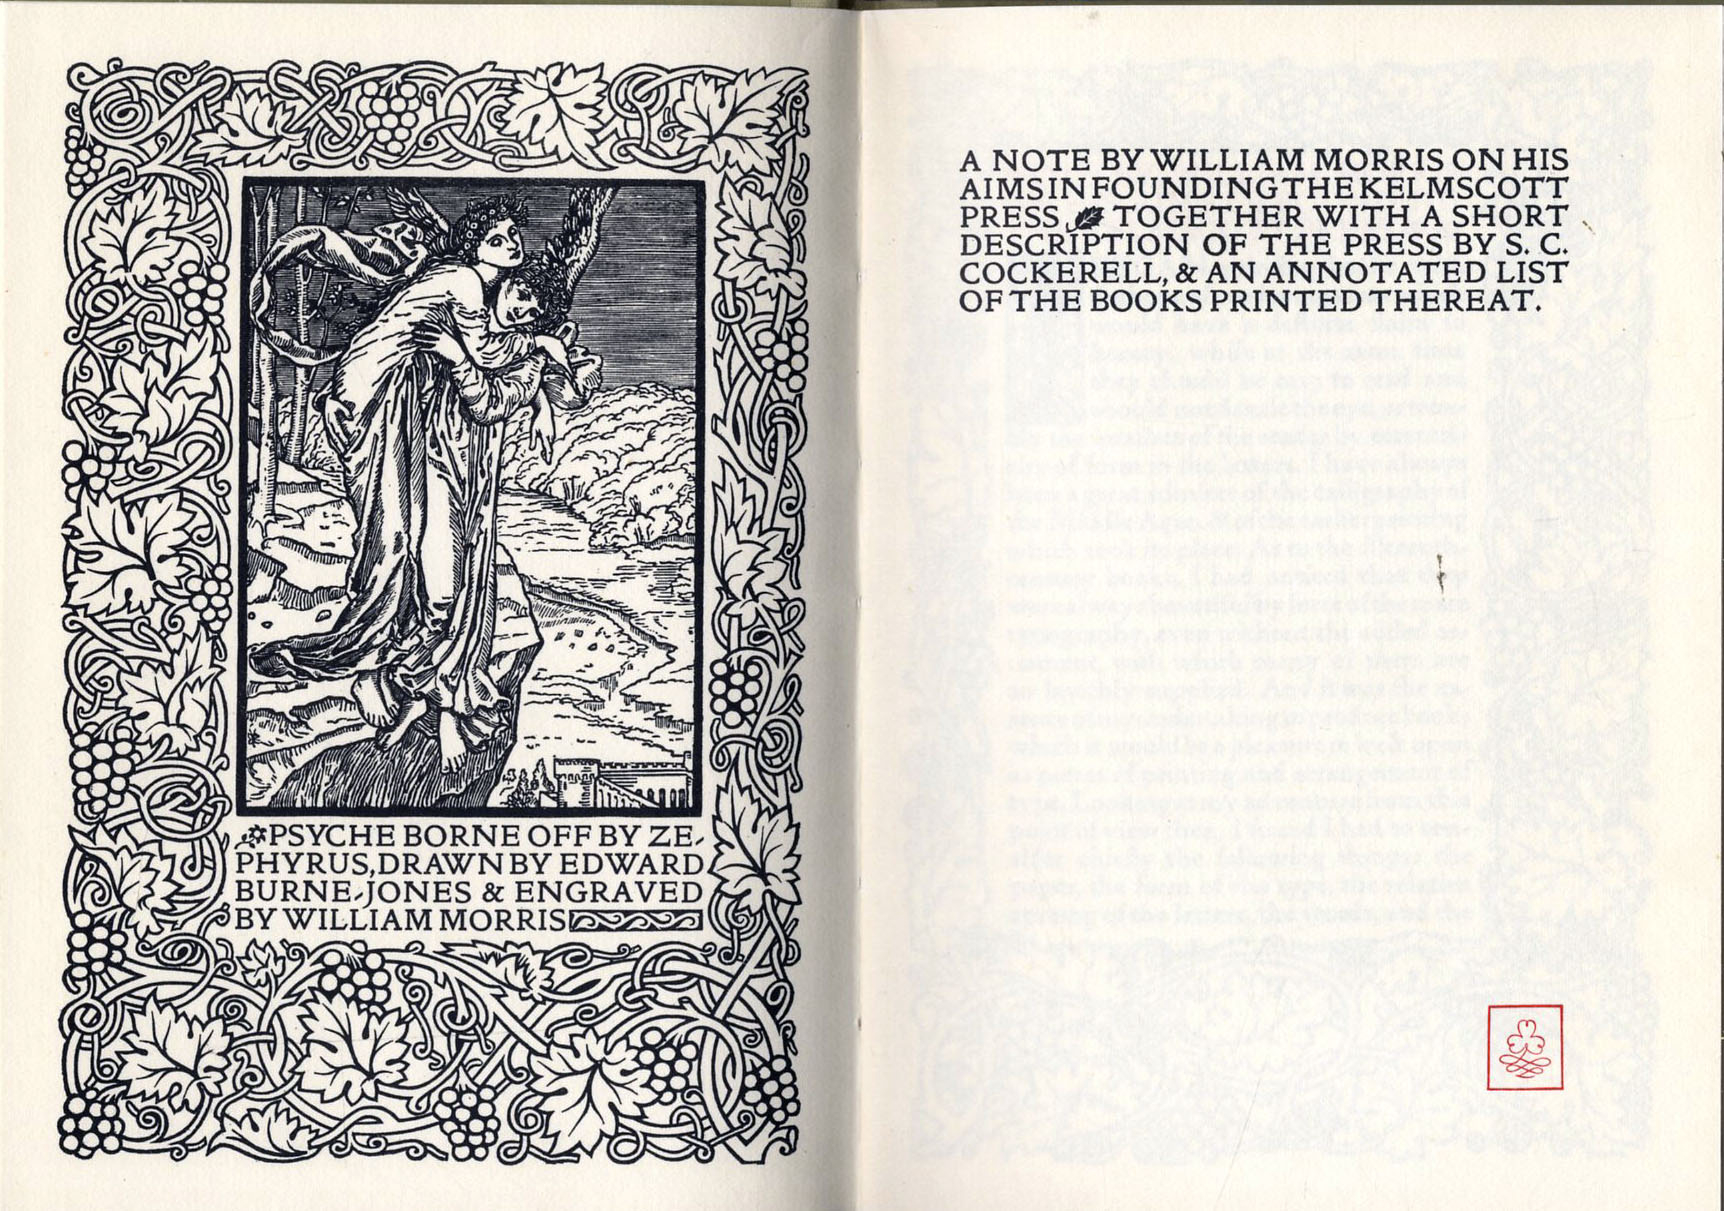 PSYCHE BORNE OFF BY ZE-
PHYRUS, DRAWN BY EDWARD
BURNE-JONES & ENGRAVED
BY WILLIAM MORRIS
A NOTE BY WILLIAM MORRIS ON HIS
AIMS IN FOUNDING THE KELMSCOTT
PRESS TOGETHER WITH A SHORT
DESCRIPTION OF THE PRESS BY S. C.
COCKERELL, & AN ANNOTATED LIST
OF THE BOOKS PRINTED THEREAT.